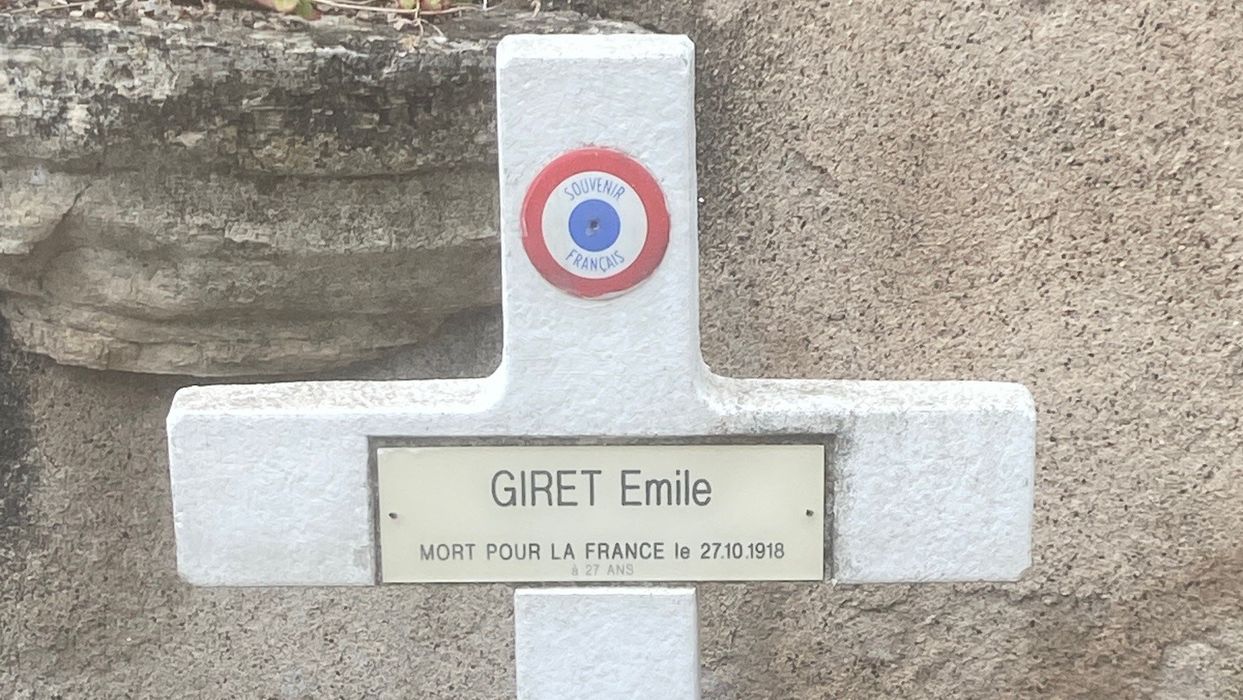 SOUVENIR
FRANÇAIS
GIRET Emile
MORT POUR LA FRANCE le 27.10.1918
à 27 ANS